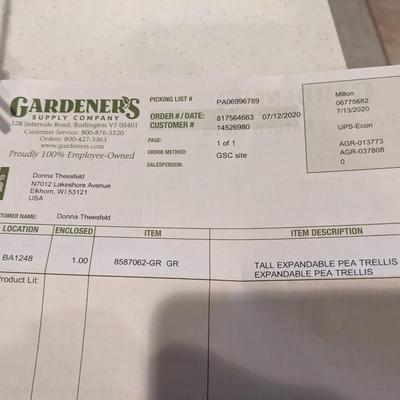 GARDENER'S
SUPPLY COMPANY
128 Intervale Road, Burlington VT 05401
Customer Service: 800-876-5520
Orders: 800-427-3363
www.gardeners.com
Proudly 100% Employee-Owned
PICKING LIST # PA06996789
ORDER # / DATE: 817564663 07/12/2020
CUSTOMER # 14526980
PAGE: 1 of 1
ORDER METHOD: GSC site
SALESPERSON:
Milton
06775682
7/13/2020
UPS-Econ
AGR-013773
AGR-037808
0
Donna Theesfeld
N7012 Lakeshore Avenue
Elkhorn, WI 53121
USA
TOMER NAME: Donna Theesfeld
LOCATION ENCLOSED ITEM ITEM DESCRIPTION
BA1248 1.00 8587062-GR GR TALL EXPANDABLE PEA TRELLIS
EXPANDABLE PEA TRELLIS
Product Lit: